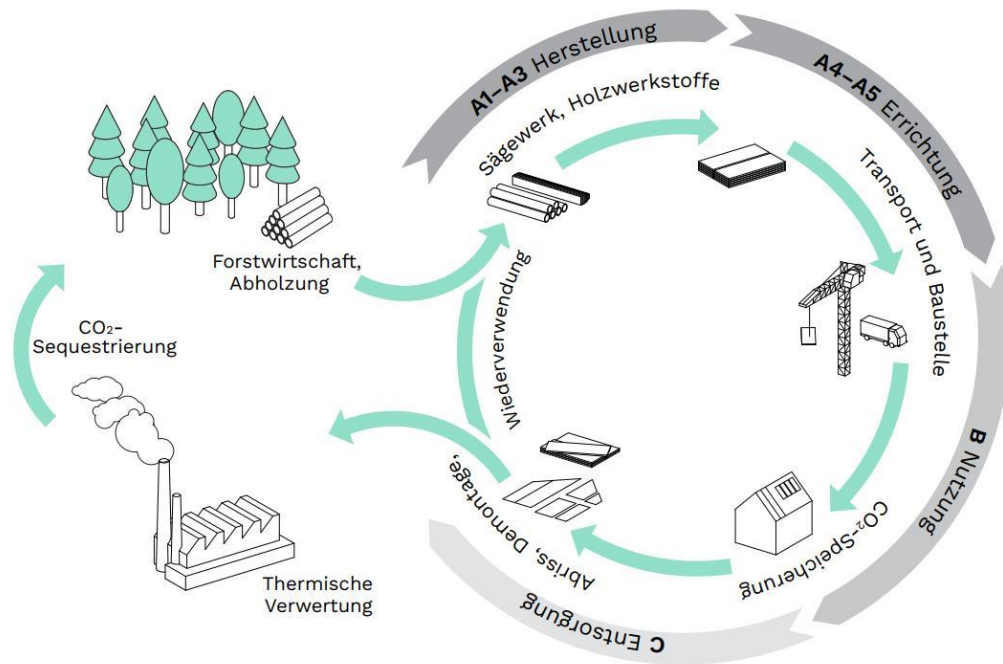 A1–A3 Herstellung
A4–A5 Errichtung
Sägewerk, Holzwerkstoffe
Transport und Baustelle
Forstwirtschaft,
Abholzung
Wiederverwendung
CO₂-
Sequestrierung
B Nutzung
CO₂-Speicherung
Abriss, Demontage,
Thermische
Verwertung
C Entsorgung